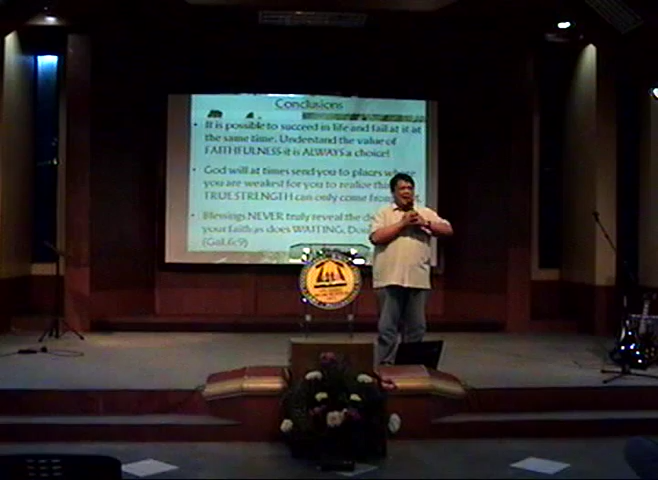 Conclusions
• It is possible to succeed in life and fail at it at
the same time. Understand the value of
FAITHFULNESS it is ALWAYS a choice!
• God will at times send you to places where
you are weakest for you to realize
TRUE STRENGTH can only come from
• Blessings NEVER truly reveal the
your faith as does WAITING.
(Gal.6:9)